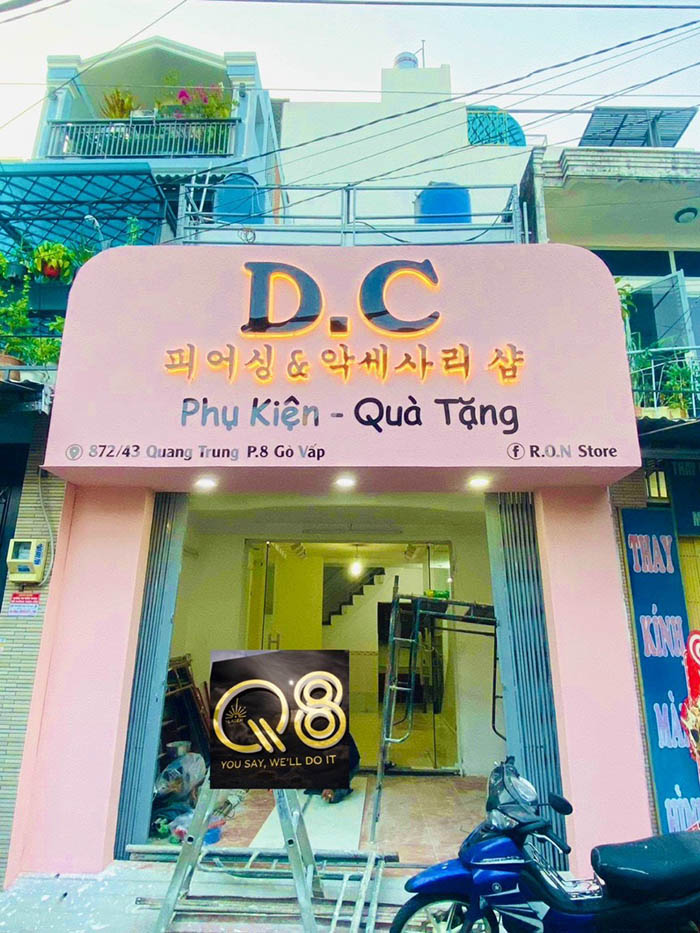 D.C
피어싱 & 악세사리 샵
Phụ Kiện - Quà Tặng
872/43 Quang Trung P.8 Gò Vấp
R.O.N Store
THAY
KÍNH
Q8
YOU SAY, WE'LL DO IT